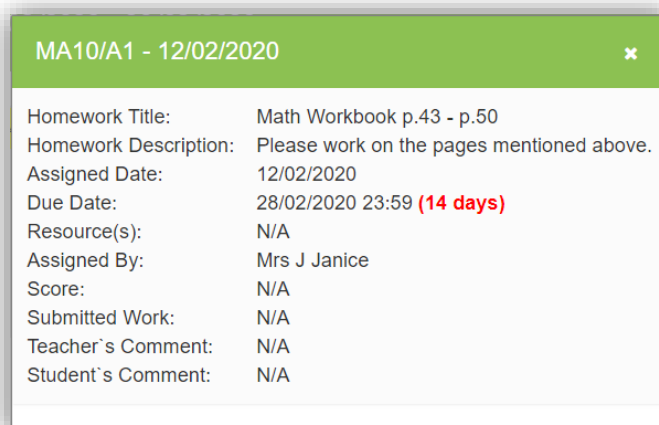 MA10/A1 - 12/02/2020 ✖
Homework Title: Math Workbook p.43 - p.50
Homework Description: Please work on the pages mentioned above.
Assigned Date: 12/02/2020
Due Date: 28/02/2020 23:59 (14 days)
Resource(s): N/A
Assigned By: Mrs J Janice
Score: N/A
Submitted Work: N/A
Teacher`s Comment: N/A
Student`s Comment: N/A